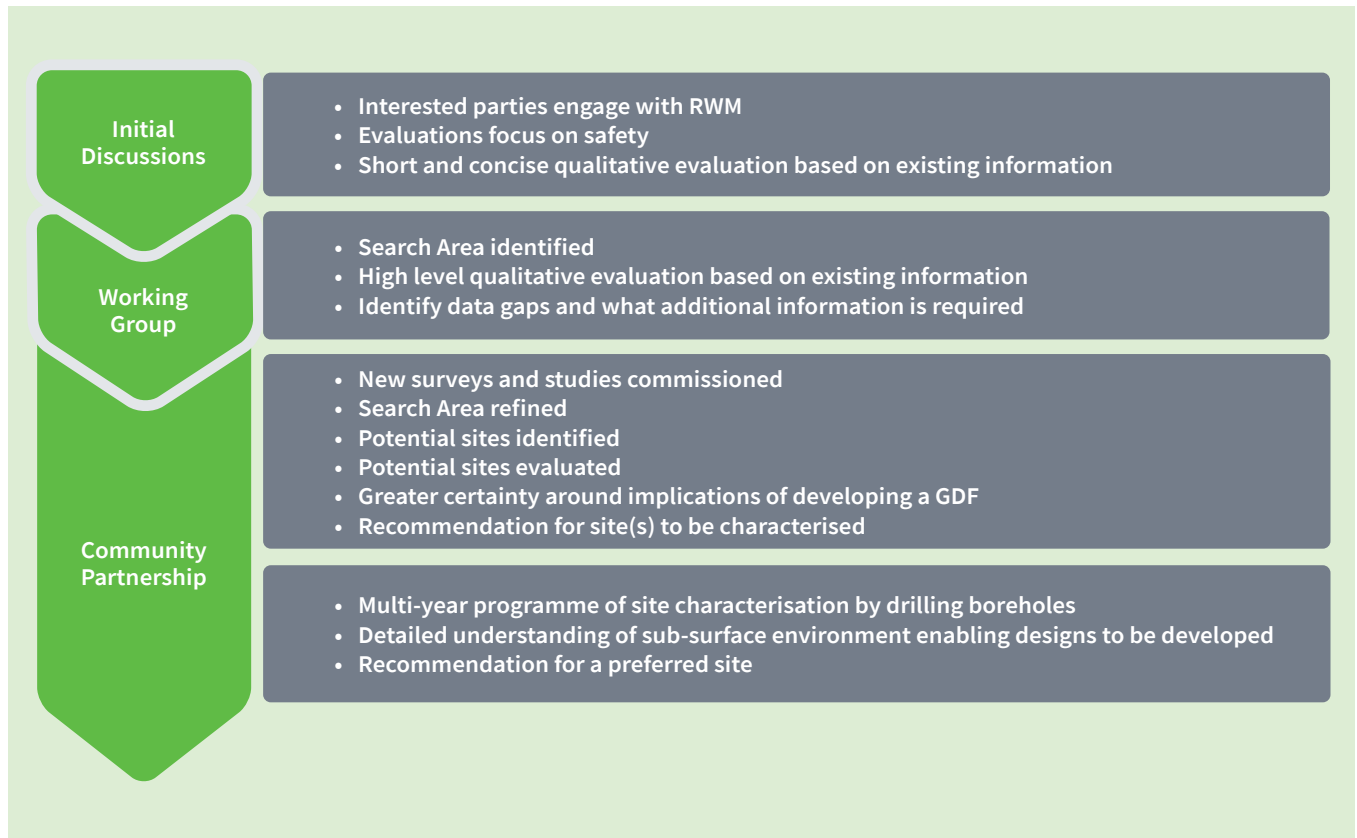 Initial
Discussions
• Interested parties engage with RWM
• Evaluations focus on safety
• Short and concise qualitative evaluation based on existing information
Working
Group
• Search Area identified
• High level qualitative evaluation based on existing information
• Identify data gaps and what additional information is required
Community
Partnership
• New surveys and studies commissioned
• Search Area refined
• Potential sites identified
• Potential sites evaluated
• Greater certainty around implications of developing a GDF
• Recommendation for site(s) to be characterised
• Multi-year programme of site characterisation by drilling boreholes
• Detailed understanding of sub-surface environment enabling designs to be developed
• Recommendation for a preferred site